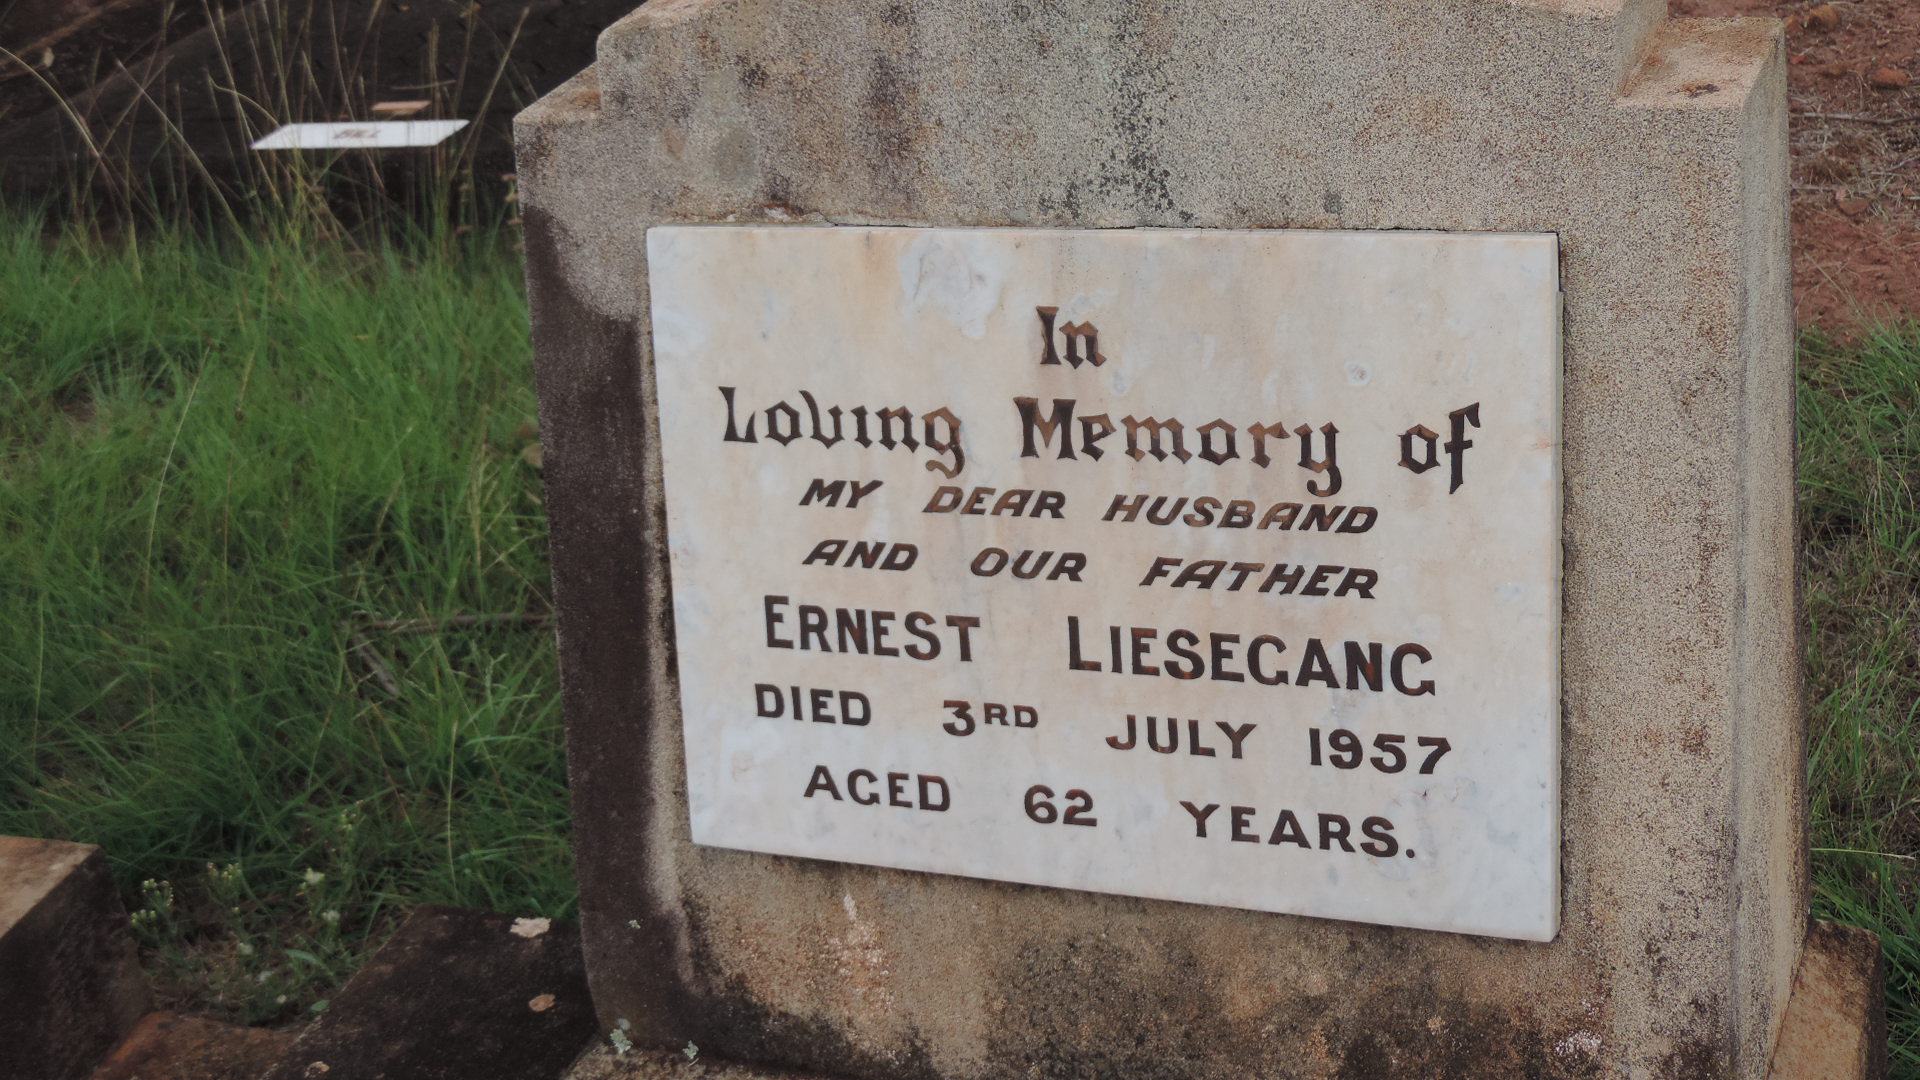 In
Loving Memory of
MY DEAR HUSBAND
AND OUR FATHER
ERNEST LIESEGANG
DIED 3RD JULY 1957
AGED 62 YEARS.